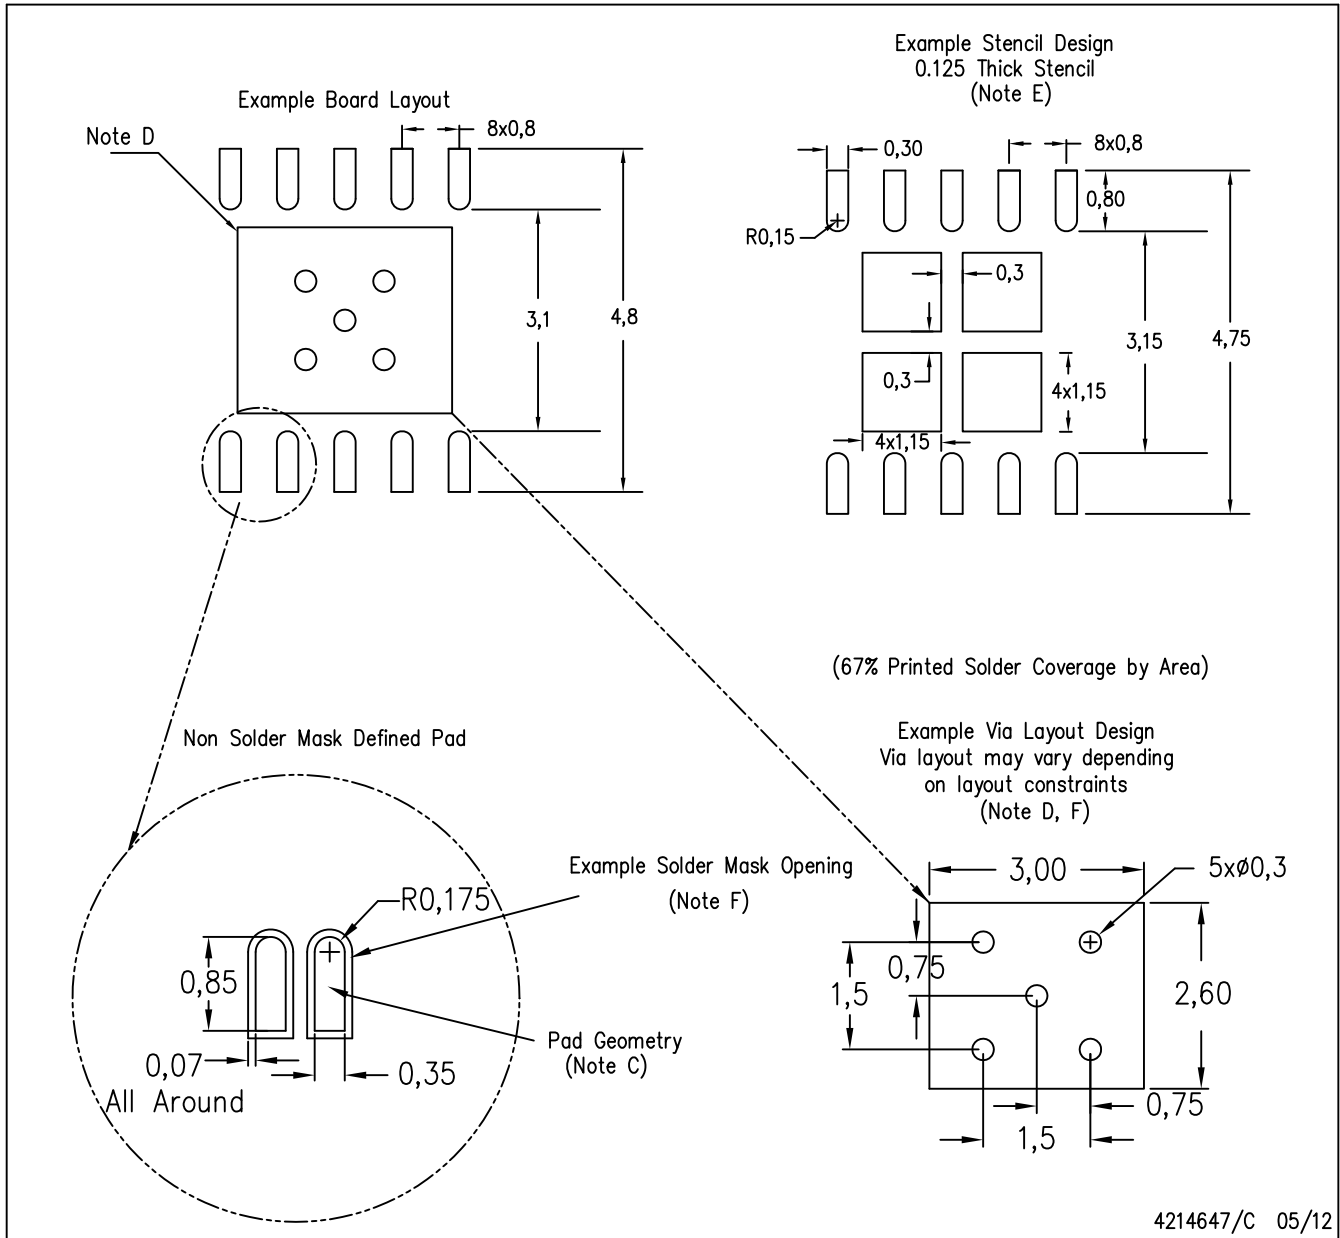 Example Board Layout
Note D
8x0,8
3,1
4,8
Example Stencil Design
0.125 Thick Stencil
(Note E)
0,30
8x0,8
0,80
R0,15
0,3
3,15
4,75
0,3
4x1,15
4x1,15
(67% Printed Solder Coverage by Area)
Non Solder Mask Defined Pad
Example Via Layout Design
Via layout may vary depending
on layout constraints
(Note D, F)
Example Solder Mask Opening
(Note F)
R0,175
0,85
0,07
All Around
0,35
Pad Geometry
(Note C)
3,00
5xø0,3
0,75
1,5
2,60
0,75
1,5
4214647/C 05/12